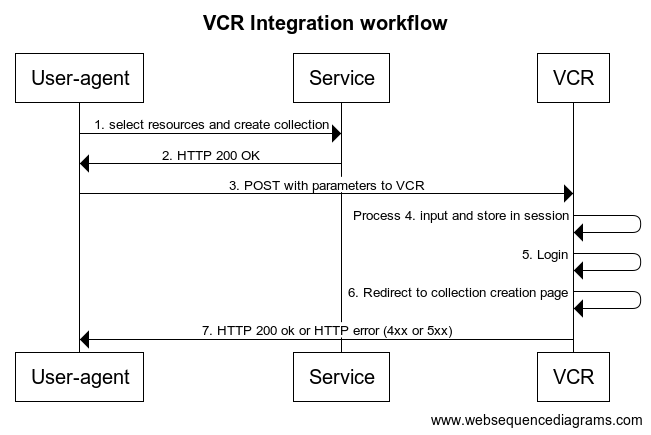 VCR Integration workflow
User-agent
Service
VCR
1. select resources and create collection
2. HTTP 200 OK
3. POST with parameters to VCR
Process 4. input and store in session
5. Login
6. Redirect to collection creation page
7. HTTP 200 ok or HTTP error (4xx or 5xx)
User-agent
Service
VCR
www.websequencediagrams.com